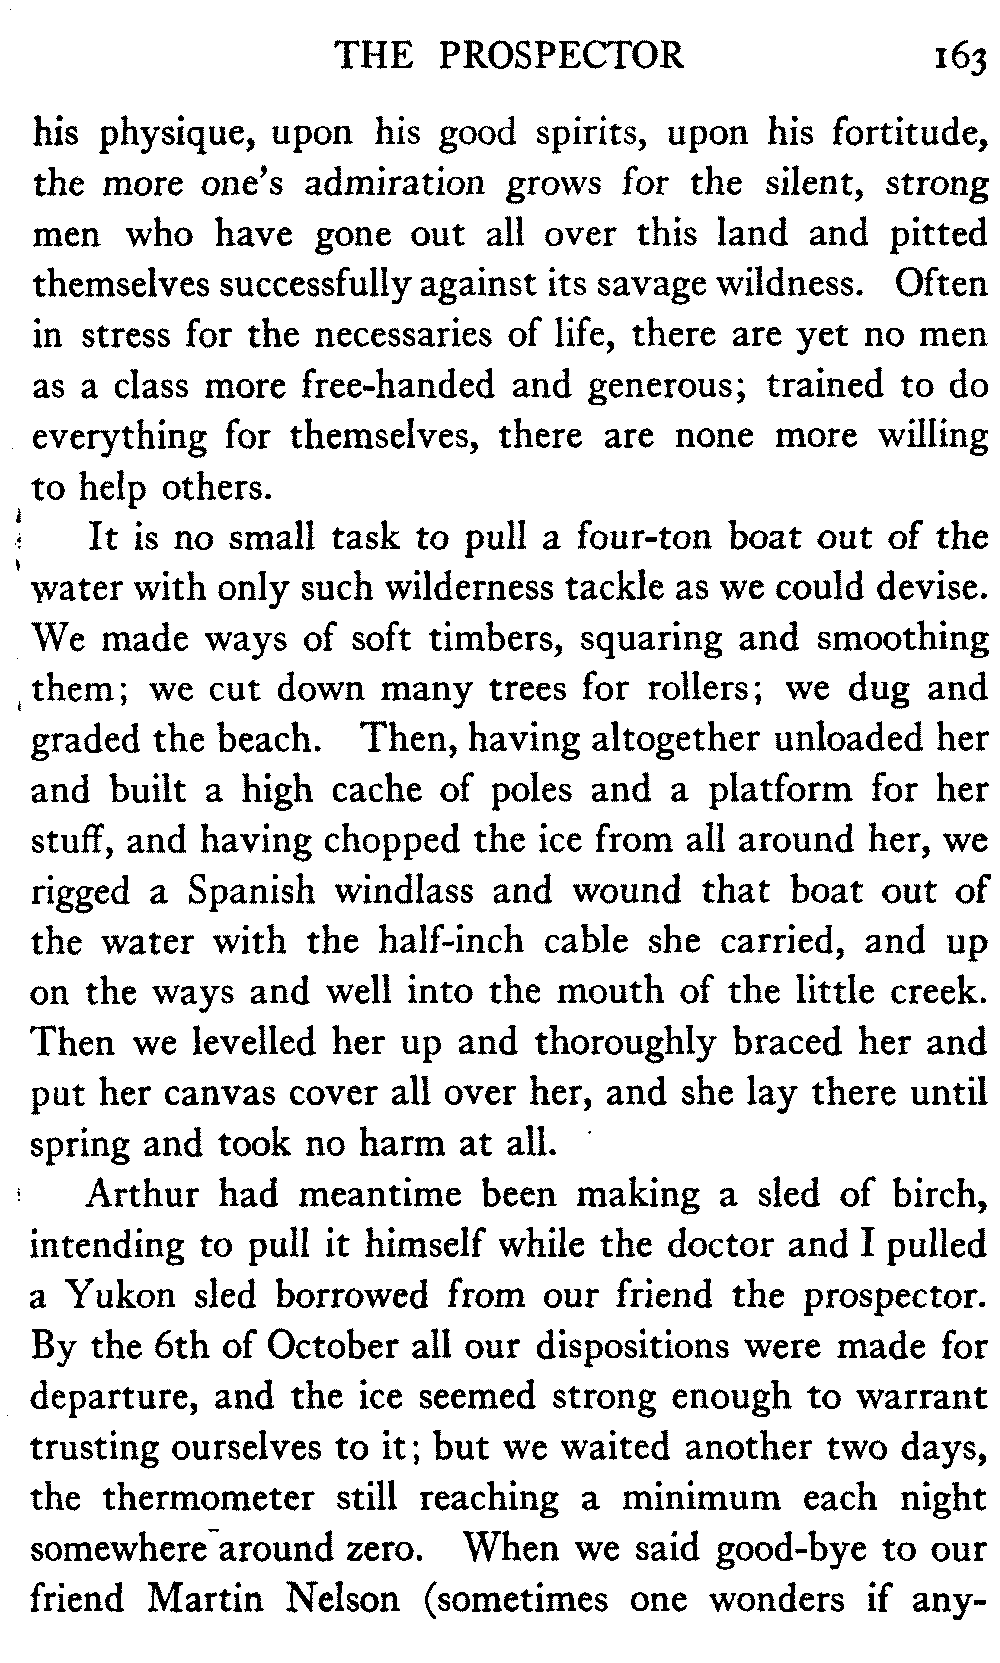 THE PROSPECTOR 163
his physique, upon his good spirits, upon his fortitude,
the more one's admiration grows for the silent, strong
men who have gone out all over this land and pitted
themselves successfully against its savage wildness. Often
in stress for the necessaries of life, there are yet no men
as a class more free-handed and generous; trained to do
everything for themselves, there are none more willing
to help others.
It is no small task to pull a four-ton boat out of the
water with only such wilderness tackle as we could devise.
We made ways of soft timbers, squaring and smoothing
them; we cut down many trees for rollers; we dug and
graded the beach. Then, having altogether unloaded her
and built a high cache of poles and a platform for her
stuff, and having chopped the ice from all around her, we
rigged a Spanish windlass and wound that boat out of
the water with the half-inch cable she carried, and up
on the ways and well into the mouth of the little creek.
Then we levelled her up and thoroughly braced her and
put her canvas cover all over her, and she lay there until
spring and took no harm at all.
Arthur had meantime been making a sled of birch,
intending to pull it himself while the doctor and I pulled
a Yukon sled borrowed from our friend the prospector.
By the 6th of October all our dispositions were made for
departure, and the ice seemed strong enough to warrant
trusting ourselves to it; but we waited another two days,
the thermometer still reaching a minimum each night
somewhere around zero. When we said good-bye to our
friend Martin Nelson (sometimes one wonders if any-